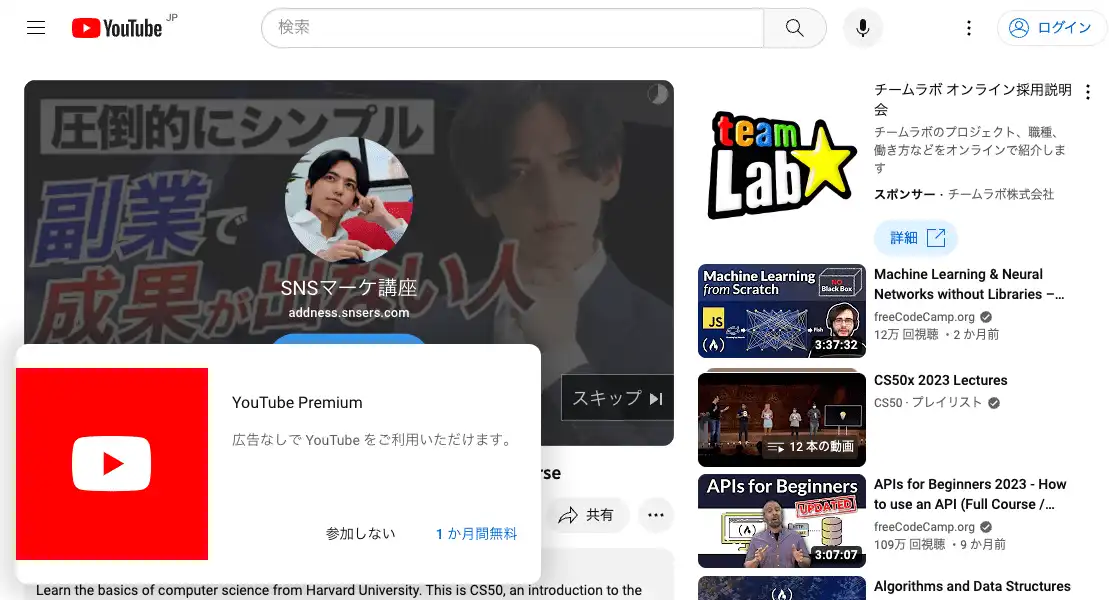 YouTube JP
検索
ログイン
圧倒的にシンプル
副業で
成果が出ない人
SNSマーケ講座
addness.snsers.com
スキップ
YouTube Premium
広告なしで YouTube をご利用いただけます。
参加しない
1 か月間無料
rse
共有
Learn the basics of computer science from Harvard University. This is CS50, an introduction to the
team
Lab
チームラボ オンライン採用説明
会
チームラボのプロジェクト、職種、
働き方などをオンラインで紹介しま
す
スポンサー・チームラボ株式会社
詳細
Machine Learning
from Scratch
NO
Black Box
JS
Fish
3:37:32
Machine Learning & Neural
Networks without Libraries –...
freeCodeCamp.org
12万 回視聴 ・2 か月前
12 本の動画
CS50x 2023 Lectures
CS50 · プレイリスト
APIs for Beginners
UPDATED
3:07:07
APIs for Beginners 2023 - How
to use an API (Full Course /...
freeCodeCamp.org
109万 回視聴 ・9 か月前
Algorithms and Data Structures